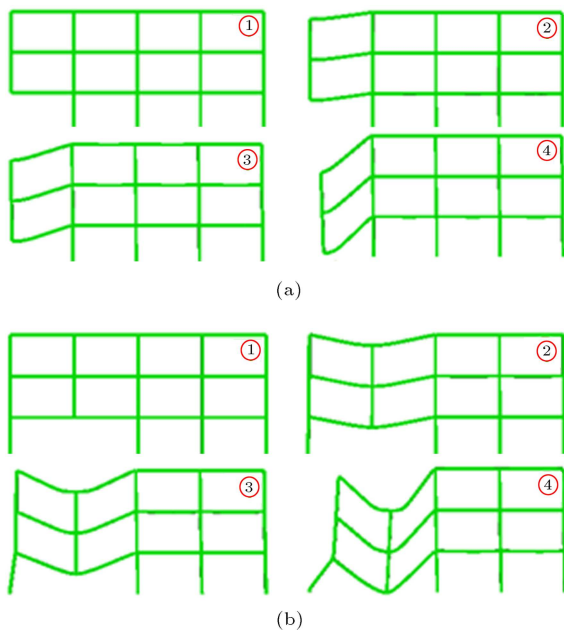 ① ②
③ ④
(a)
① ②
③ ④
(b)